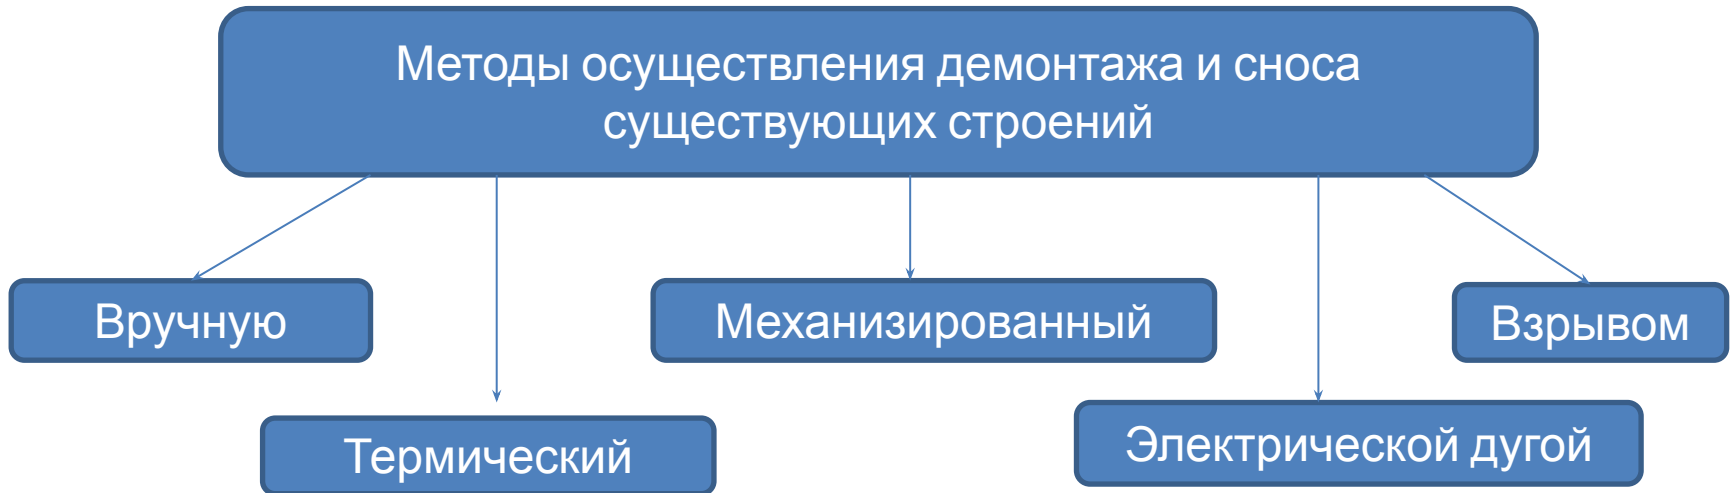 Методы осуществления демонтажа и сноса
существующих строений
Вручную
Механизированный
Взрывом
Термический
Электрической дугой